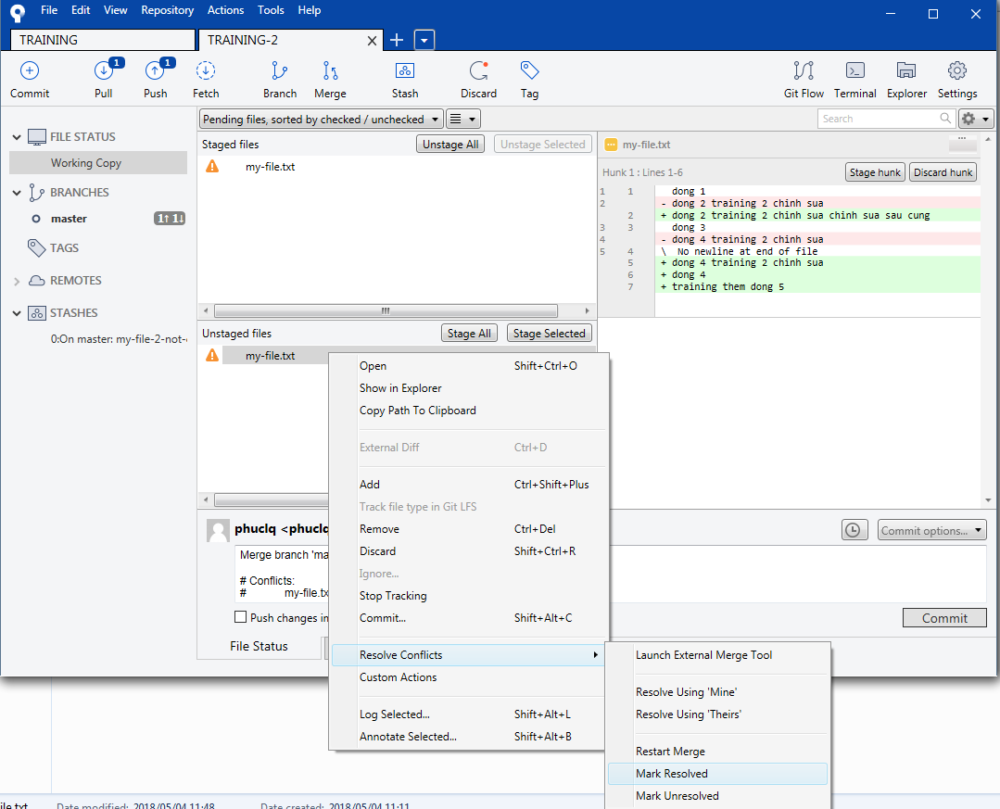 File Edit View Repository Actions Tools Help
TRAINING
TRAINING-2
Commit
Pull 1
Push 1
Fetch
Branch
Merge
Stash
Discard
Tag
Git Flow
Terminal
Explorer
Settings
FILE STATUS
Working Copy
BRANCHES
master 1↑ 1↓
TAGS
REMOTES
STASHES
0:On master: my-file-2-not-
Pending files, sorted by checked / unchecked
Search
Staged files
Unstage All
Unstage Selected
my-file.txt
Unstaged files
Stage All
Stage Selected
my-file.txt
my-file.txt
Hunk 1 : Lines 1-6
Stage hunk
Discard hunk
1 1 dong 1
2 - dong 2 training 2 chinh sua
2 + dong 2 training 2 chinh sua chinh sua sau cung
3 3 dong 3
4 - dong 4 training 2 chinh sua
5 4 \ No newline at end of file
5 + dong 4 training 2 chinh sua
6 + dong 4
7 + training them dong 5
Open Shift+Ctrl+O
Show in Explorer
Copy Path To Clipboard
External Diff Ctrl+D
Add Ctrl+Shift+Plus
Track file type in Git LFS
Remove Ctrl+Del
Discard Shift+Ctrl+R
Ignore...
Stop Tracking
Commit... Shift+Alt+C
Resolve Conflicts
Custom Actions
Log Selected... Shift+Alt+L
Annotate Selected... Shift+Alt+B
Launch External Merge Tool
Resolve Using 'Mine'
Resolve Using 'Theirs'
Restart Merge
Mark Resolved
Mark Unresolved
phuclq <phuclq
Commit options...
Merge branch 'ma
# Conflicts:
# my-file.tx
Push changes im
Commit
File Status
ile.txt Date modified: 2018/05/04 11:48 Date created: 2018/05/04 11:11